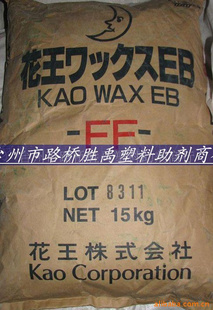 花王ワックスEB
KAO WAX EB
-FF-
台州市路桥胜禹塑料助剂商
LOT 8311
NET 15kg
花王株式会社
Kao Corporation